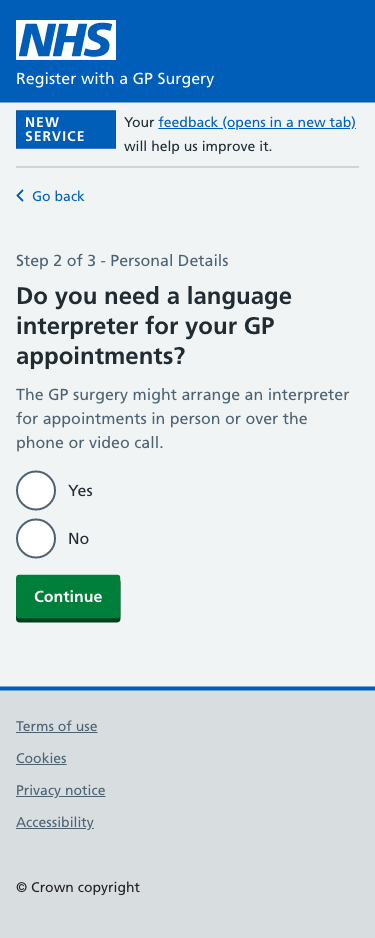 NHS
Register with a GP Surgery
NEW
SERVICE
Your feedback (opens in a new tab)
will help us improve it.
Go back
Step 2 of 3 - Personal Details
Do you need a language
interpreter for your GP
appointments?
The GP surgery might arrange an interpreter
for appointments in person or over the
phone or video call.
Yes
No
Continue
Terms of use
Cookies
Privacy notice
Accessibility
© Crown copyright